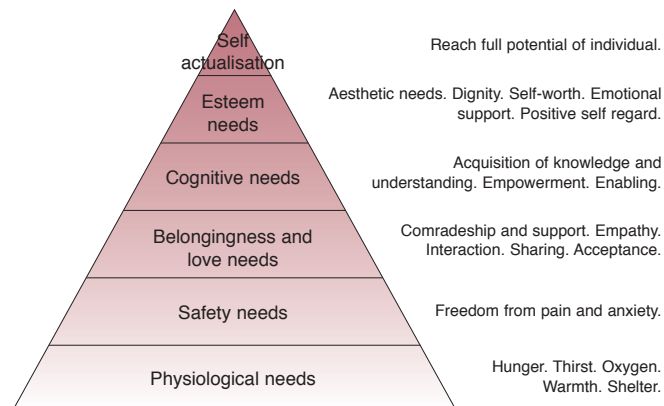 Self
actualisation
Reach full potential of individual.
Esteem
needs
Aesthetic needs. Dignity. Self-worth. Emotional
support. Positive self regard.
Cognitive needs
Acquisition of knowledge and
understanding. Empowerment. Enabling.
Belongingness and
love needs
Comradeship and support. Empathy.
Interaction. Sharing. Acceptance.
Safety needs
Freedom from pain and anxiety.
Physiological needs
Hunger. Thirst. Oxygen.
Warmth. Shelter.